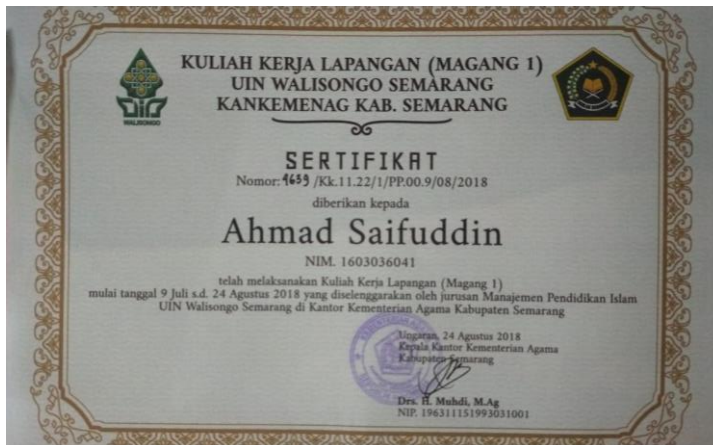 KULIAH KERJA LAPANGAN (MAGANG 1)
UIN WALISONGO SEMARANG
KANKEMENAG KAB. SEMARANG
WALISONGO
SERTIFIKAT
Nomor: 4639 /Kk.11.22/1/PP.00.9/08/2018
diberikan kepada
Ahmad Saifuddin
NIM. 1603036041
telah melaksanakan Kuliah Kerja Lapangan (Magang 1)
mulai tanggal 9 Juli s.d. 24 Agustus 2018 yang diselenggarakan oleh jurusan Manajemen Pendidikan Islam
UIN Walisongo Semarang di Kantor Kementerian Agama Kabupaten Semarang
Ungaran, 24 Agustus 2018
Kepala Kantor Kementerian Agama
Kabupaten Semarang
Drs. H. Muhdi, M.Ag
NIP. 196311151993031001